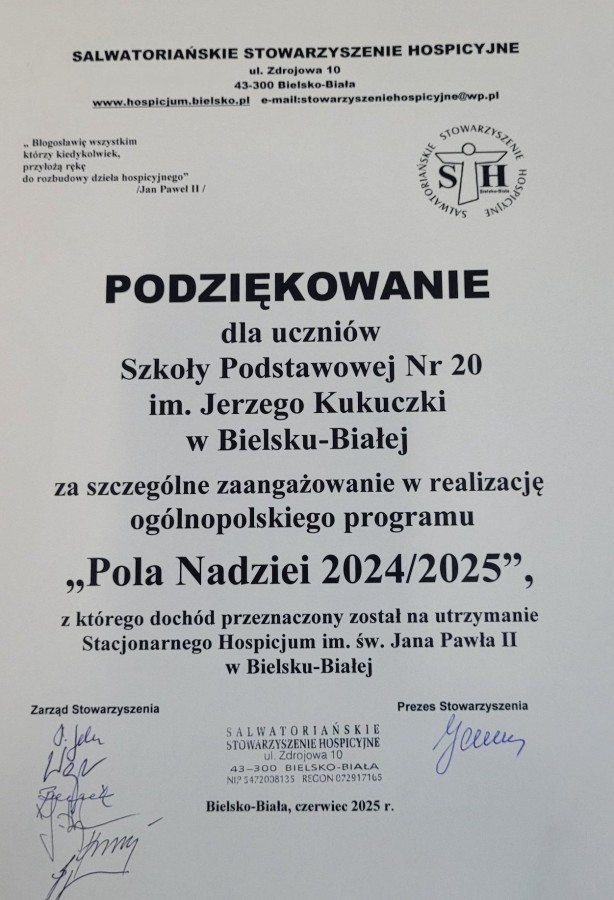 SALWATORIAŃSKIE STOWARZYSZENIE HOSPICYJNE
ul. Zdrojowa 10
43-300 Bielsko-Biała
www.hospicjum.bielsko.pl e-mail:stowarzyszeniehospicyjne@wp.pl
„ Błogosławię wszystkim
którzy kiedykolwiek,
przyłożą rękę
do rozbudowy dzieła hospicyjnego”
/Jan Paweł II /
SALWATORIAŃSKIE STOWARZYSZENIE HOSPICYJNE
S H
Bielsko-Biała
PODZIĘKOWANIE
dla uczniów
Szkoły Podstawowej Nr 20
im. Jerzego Kukuczki
w Bielsku-Białej
za szczególne zaangażowanie w realizację
ogólnopolskiego programu
„Pola Nadziei 2024/2025”,
z którego dochód przeznaczony został na utrzymanie
Stacjonarnego Hospicjum im. św. Jana Pawła II
w Bielsku-Białej
Zarząd Stowarzyszenia
Prezes Stowarzyszenia
SALWATORIAŃSKIE
STOWARZYSZENIE HOSPICYJNE
ul. Zdrojowa 10
43-300 BIELSKO-BIAŁA
NIP 5472008135 REGON 072917165
Bielsko-Biała, czerwiec 2025 r.